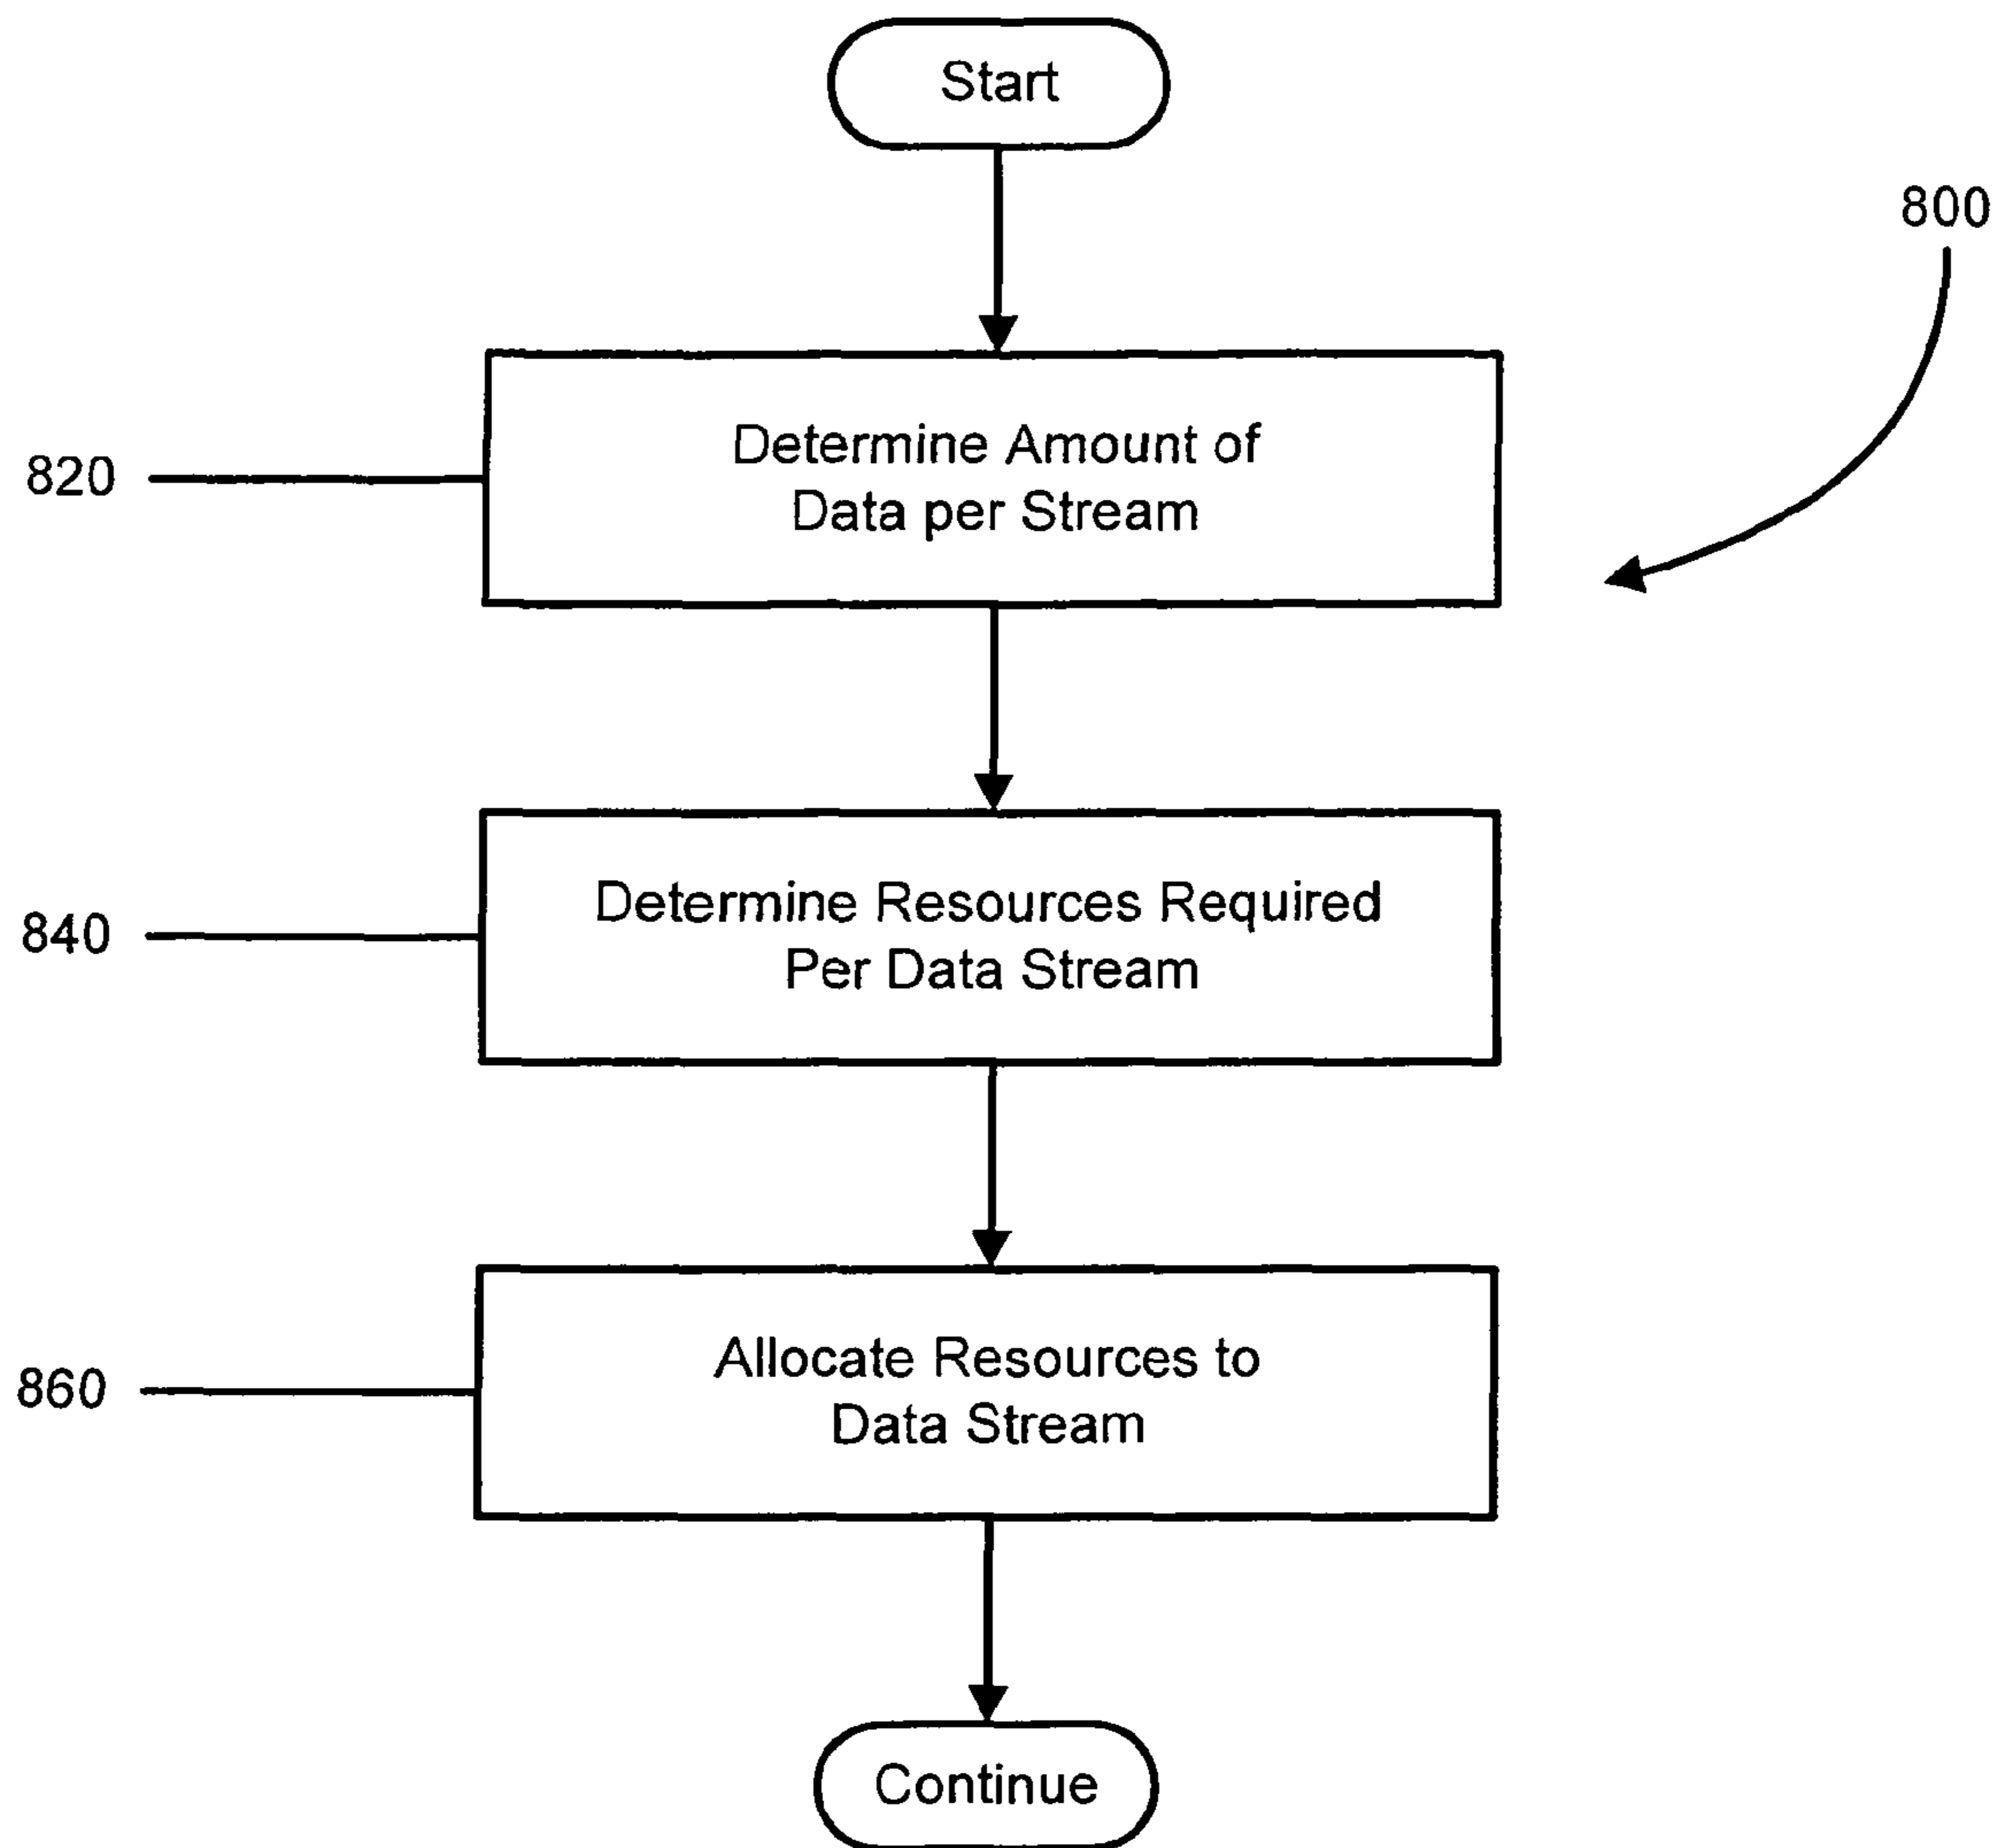 Start
800
Determine Amount of
Data per Stream
820
Determine Resources Required
Per Data Stream
840
Allocate Resources to
Data Stream
860
Continue